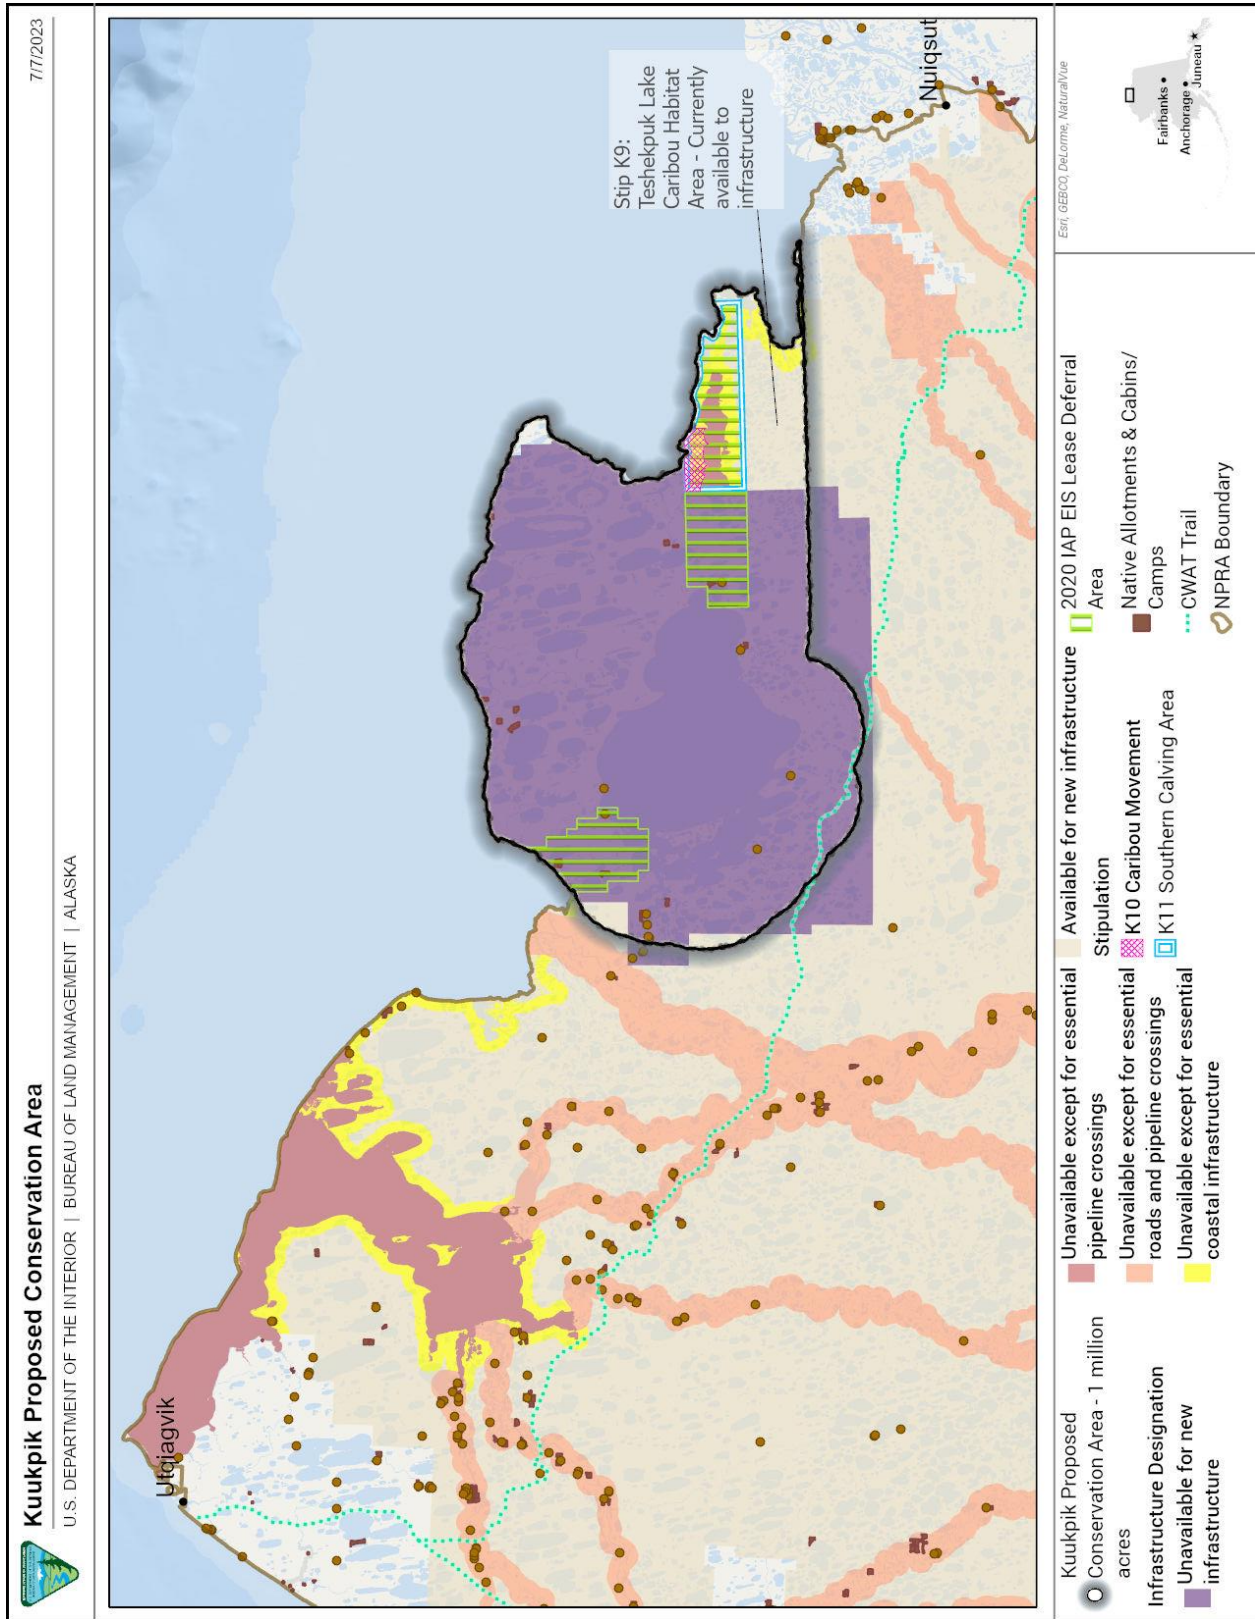 Kuukpik Proposed Conservation Area
7/7/2023
U.S. DEPARTMENT OF THE INTERIOR | BUREAU OF LAND MANAGEMENT | ALASKA
Utqiagvik
Stip K9:
Teshekpuk Lake
Caribou Habitat
Area - Currently
available to
infrastructure
Nuiqsut
Kuukpik Proposed
Conservation Area - 1 million
acres
Infrastructure Designation
Unavailable for new
infrastructure
Unavailable except for essential
pipeline crossings
Unavailable except for essential
roads and pipeline crossings
Unavailable except for essential
coastal infrastructure
Available for new infrastructure
Stipulation
K10 Caribou Movement
K11 Southern Calving Area
2020 IAP EIS Lease Deferral
Area
Native Allotments & Cabins/
Camps
CWAT Trail
NPRA Boundary
Esri, GEBCO, DeLorme, NaturalVue
Fairbanks
Anchorage
Juneau